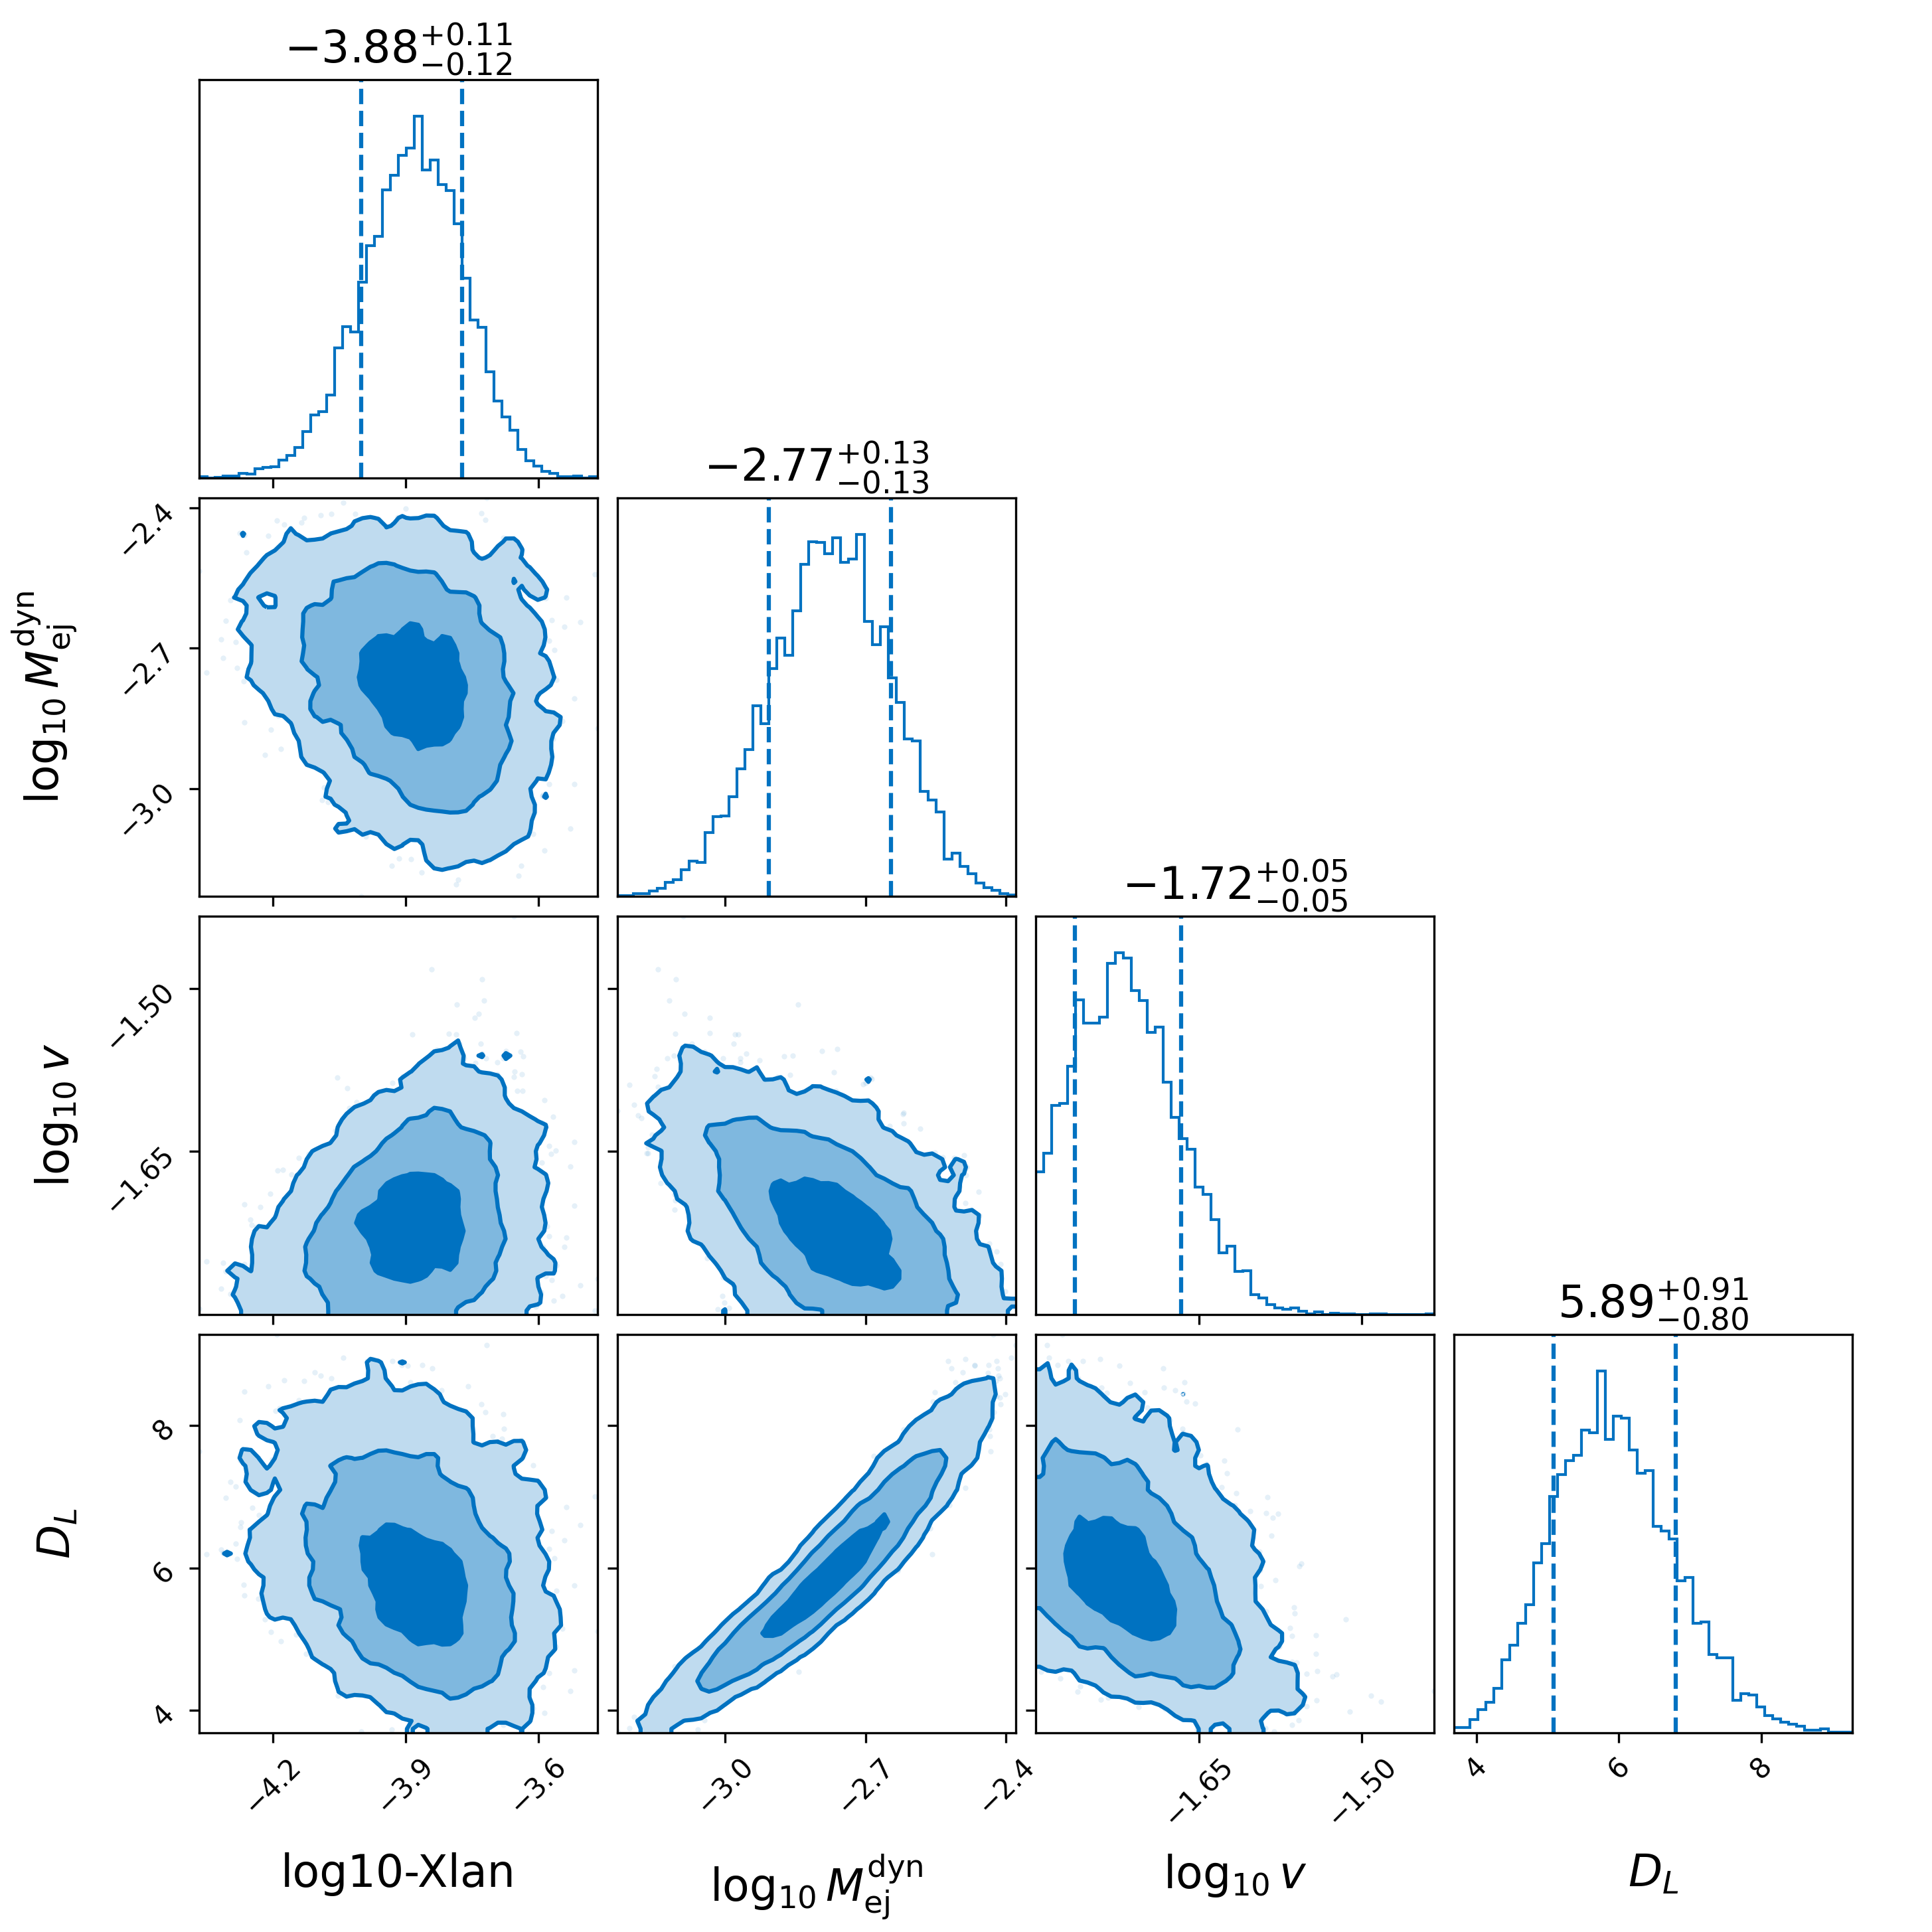 −3.88+0.11−0.12
−2.77+0.13−0.13
−2.4
−2.7
−3.0
log10 Mejdyn
−1.72+0.05−0.05
−1.50
−1.65
log10 v
5.89+0.91−0.80
8
6
4
DL
−4.2 −3.9 −3.6 −3.0 −2.7 −2.4 −1.65 −1.50 4 6 8
log10-Xlan log10 Mejdyn log10 v DL